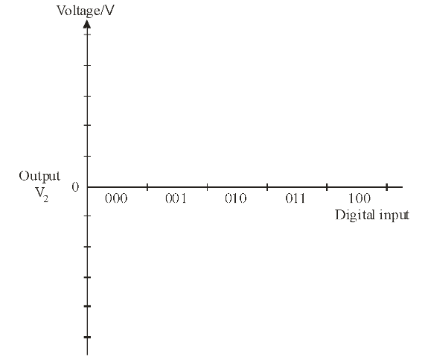 Voltage/V
Output
V2
0
000 001 010 011 100
Digital input